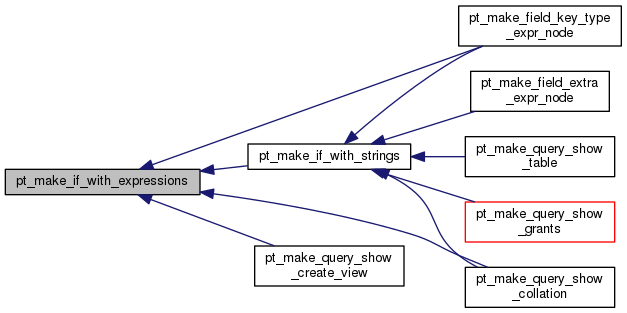 pt_make_field_key_type
_expr_node
pt_make_field_extra
_expr_node
pt_make_if_with_strings
pt_make_query_show
_table
pt_make_if_with_expressions
pt_make_query_show
_grants
pt_make_query_show
_create_view
pt_make_query_show
_collation